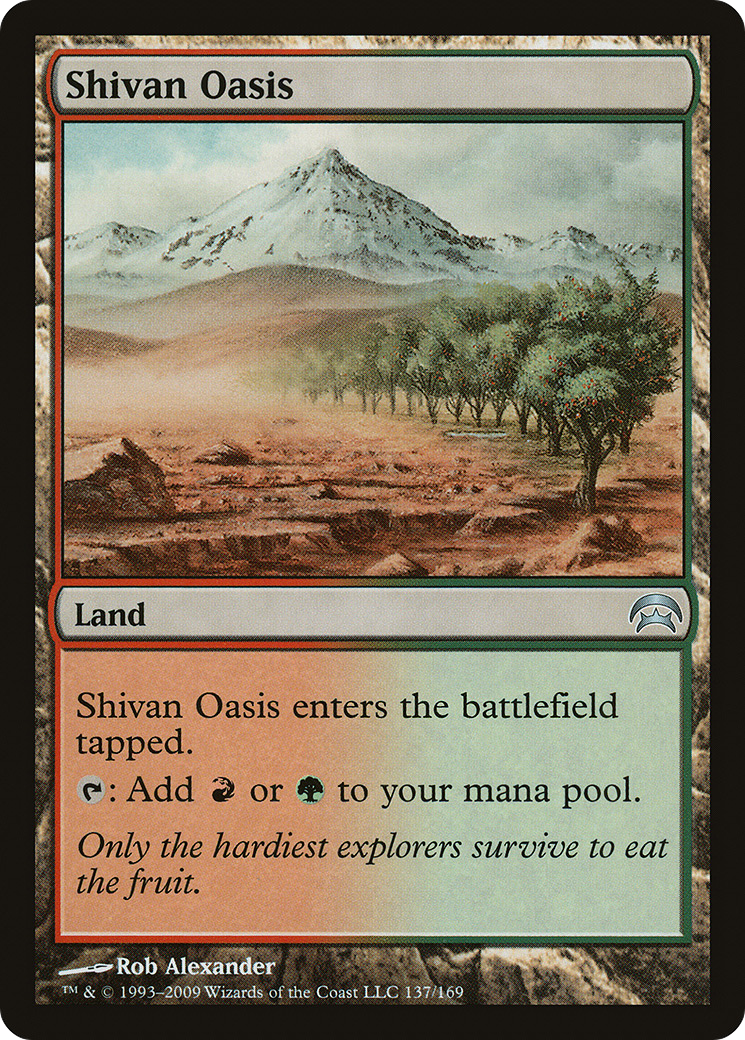 Shivan Oasis
Land
Shivan Oasis enters the battlefield
tapped.
: Add or to your mana pool.
Only the hardiest explorers survive to eat
the fruit.
Rob Alexander
™ & © 1993–2009 Wizards of the Coast LLC 137/169